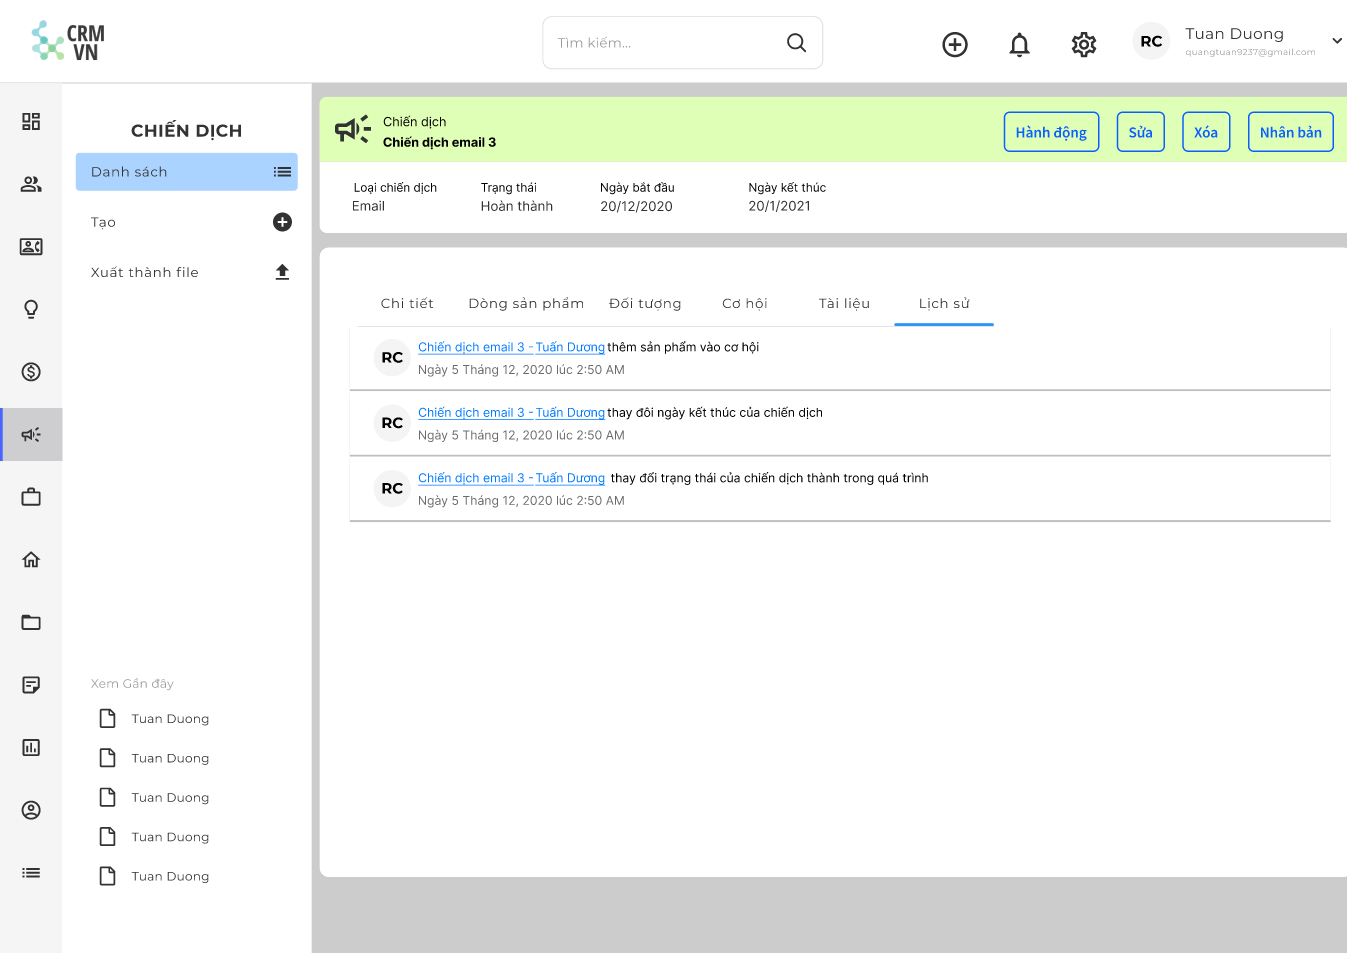 CRM
VN
Tìm kiếm...
RC
Tuan Duong
quangtuan9237@gmail.com
CHIẾN DỊCH
Danh sách
Tạo
Xuất thành file
Xem Gần đây
Tuan Duong
Tuan Duong
Tuan Duong
Tuan Duong
Tuan Duong
Chiến dịch
Chiến dịch email 3
Hành động
Sửa
Xóa
Nhân bản
Loại chiến dịch
Email
Trạng thái
Hoàn thành
Ngày bắt đầu
20/12/2020
Ngày kết thúc
20/1/2021
Chi tiết
Dòng sản phẩm
Đối tượng
Cơ hội
Tài liệu
Lịch sử
RC
Chiến dịch email 3 - Tuấn Dương thêm sản phẩm vào cơ hội
Ngày 5 Tháng 12, 2020 lúc 2:50 AM
RC
Chiến dịch email 3 - Tuấn Dương thay đôi ngày kết thúc của chiến dịch
Ngày 5 Tháng 12, 2020 lúc 2:50 AM
RC
Chiến dịch email 3 - Tuấn Dương thay đổi trạng thái của chiến dịch thành trong quá trình
Ngày 5 Tháng 12, 2020 lúc 2:50 AM